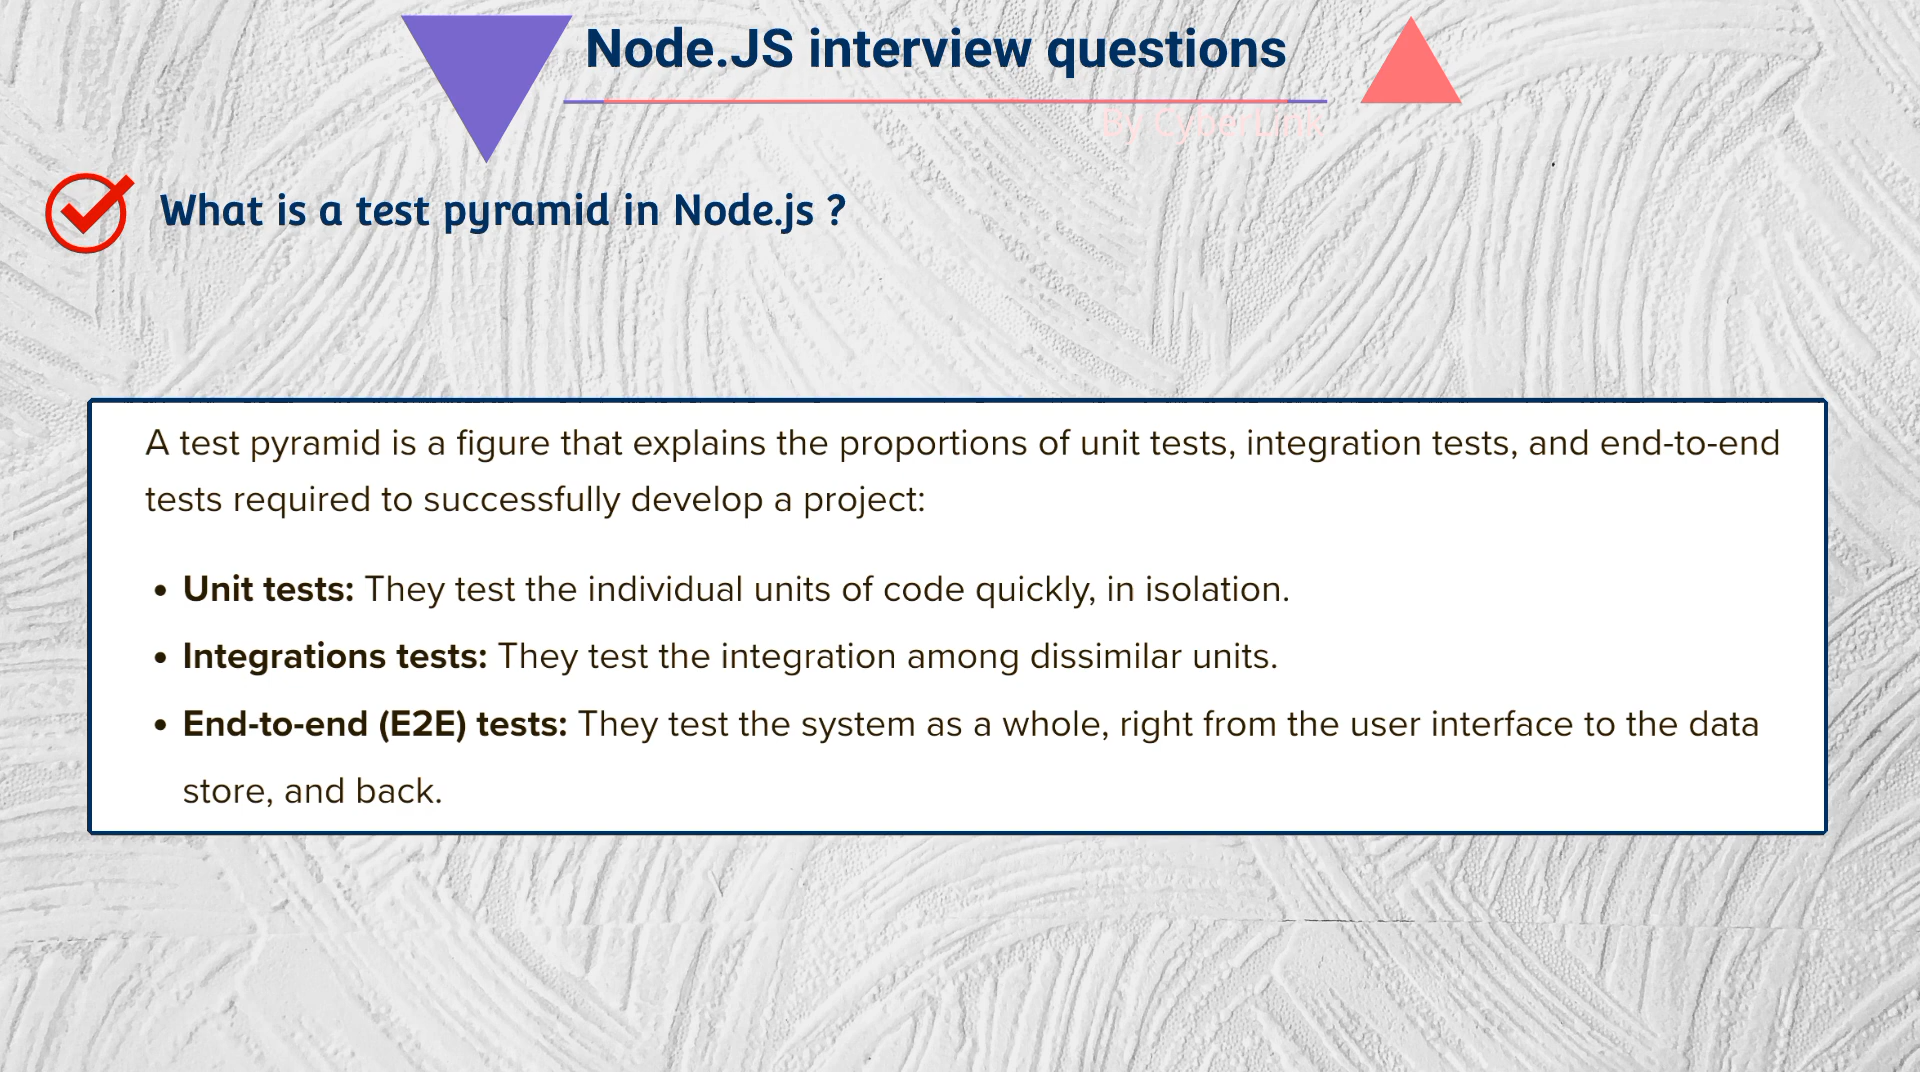 Node.JS interview questions
By CyberLink
What is a test pyramid in Node.js ?
A test pyramid is a figure that explains the proportions of unit tests, integration tests, and end-to-end
tests required to successfully develop a project:
• Unit tests: They test the individual units of code quickly, in isolation.
• Integrations tests: They test the integration among dissimilar units.
• End-to-end (E2E) tests: They test the system as a whole, right from the user interface to the data
store, and back.